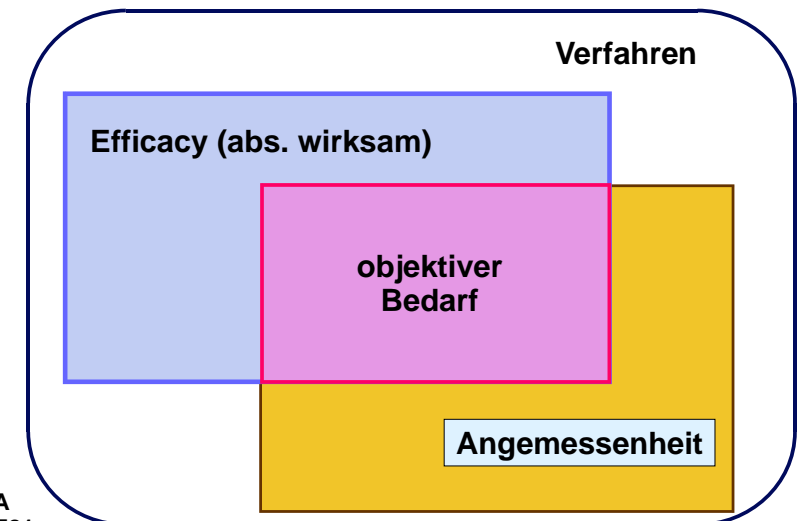 Verfahren
Efficacy (abs. wirksam)
objektiver
Bedarf
Angemessenheit
A